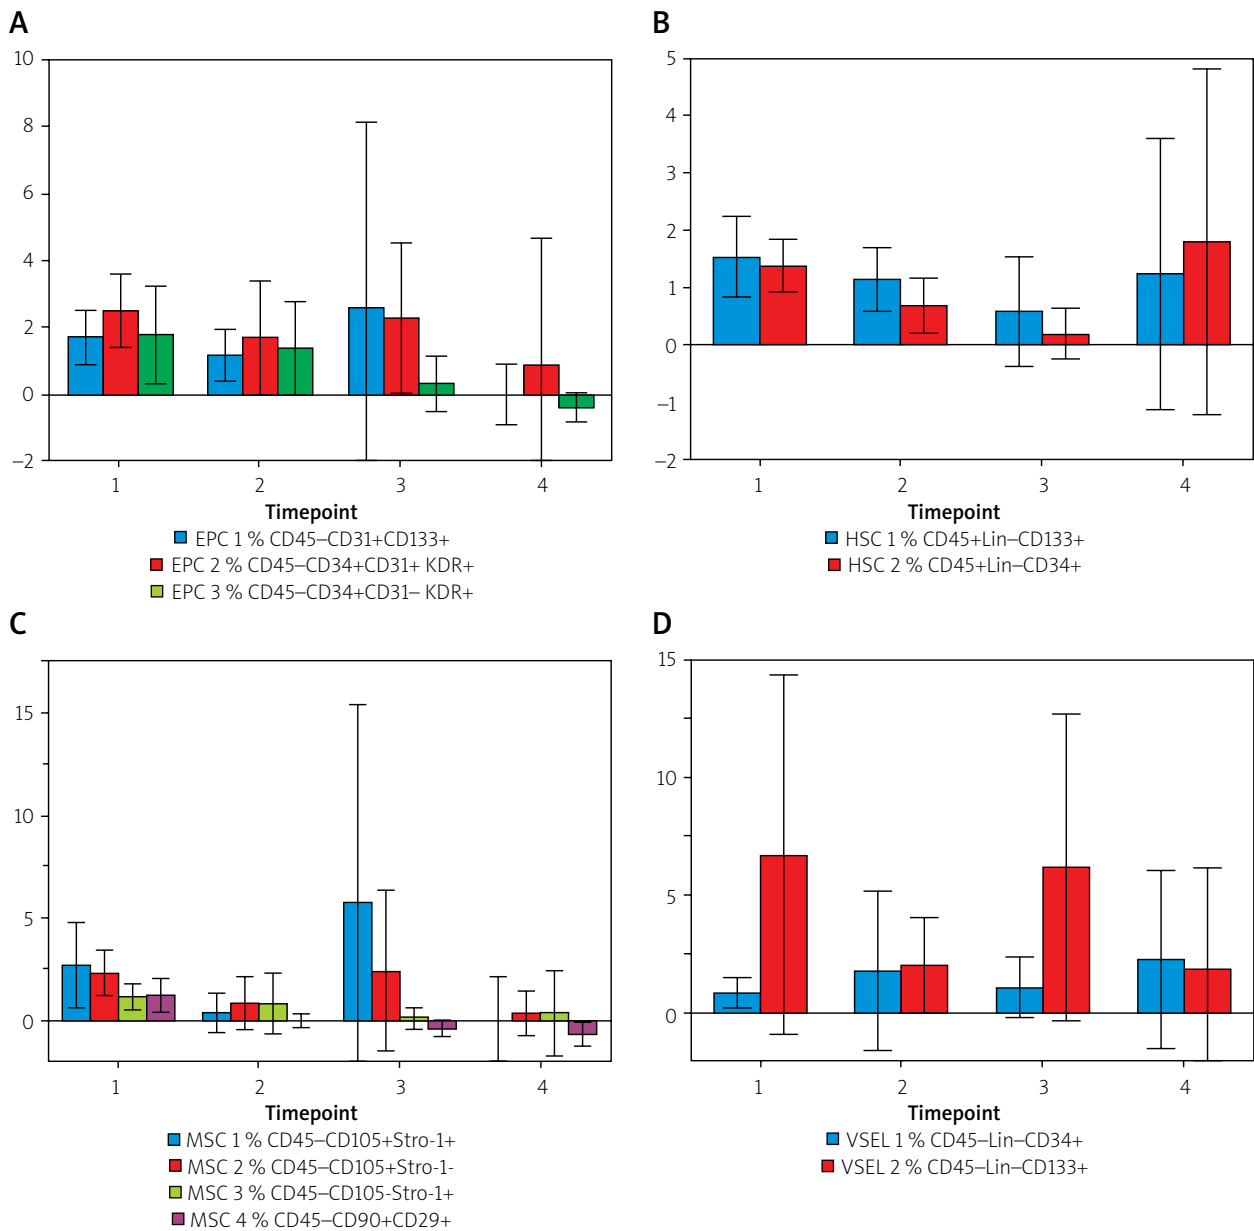 A
10
8
6
4
2
0
–2
1 2 3 4
Timepoint
EPC 1 % CD45–CD31+CD133+
EPC 2 % CD45–CD34+CD31+ KDR+
EPC 3 % CD45–CD34+CD31– KDR+
B
5
4
3
2
1
0
–1
–2
1 2 3 4
Timepoint
HSC 1 % CD45+Lin–CD133+
HSC 2 % CD45+Lin–CD34+
C
15
10
5
0
1 2 3 4
Timepoint
MSC 1 % CD45–CD105+Stro-1+
MSC 2 % CD45–CD105+Stro-1-
MSC 3 % CD45–CD105-Stro-1+
MSC 4 % CD45–CD90+CD29+
D
15
10
5
0
1 2 3 4
Timepoint
VSEL 1 % CD45–Lin–CD34+
VSEL 2 % CD45–Lin–CD133+